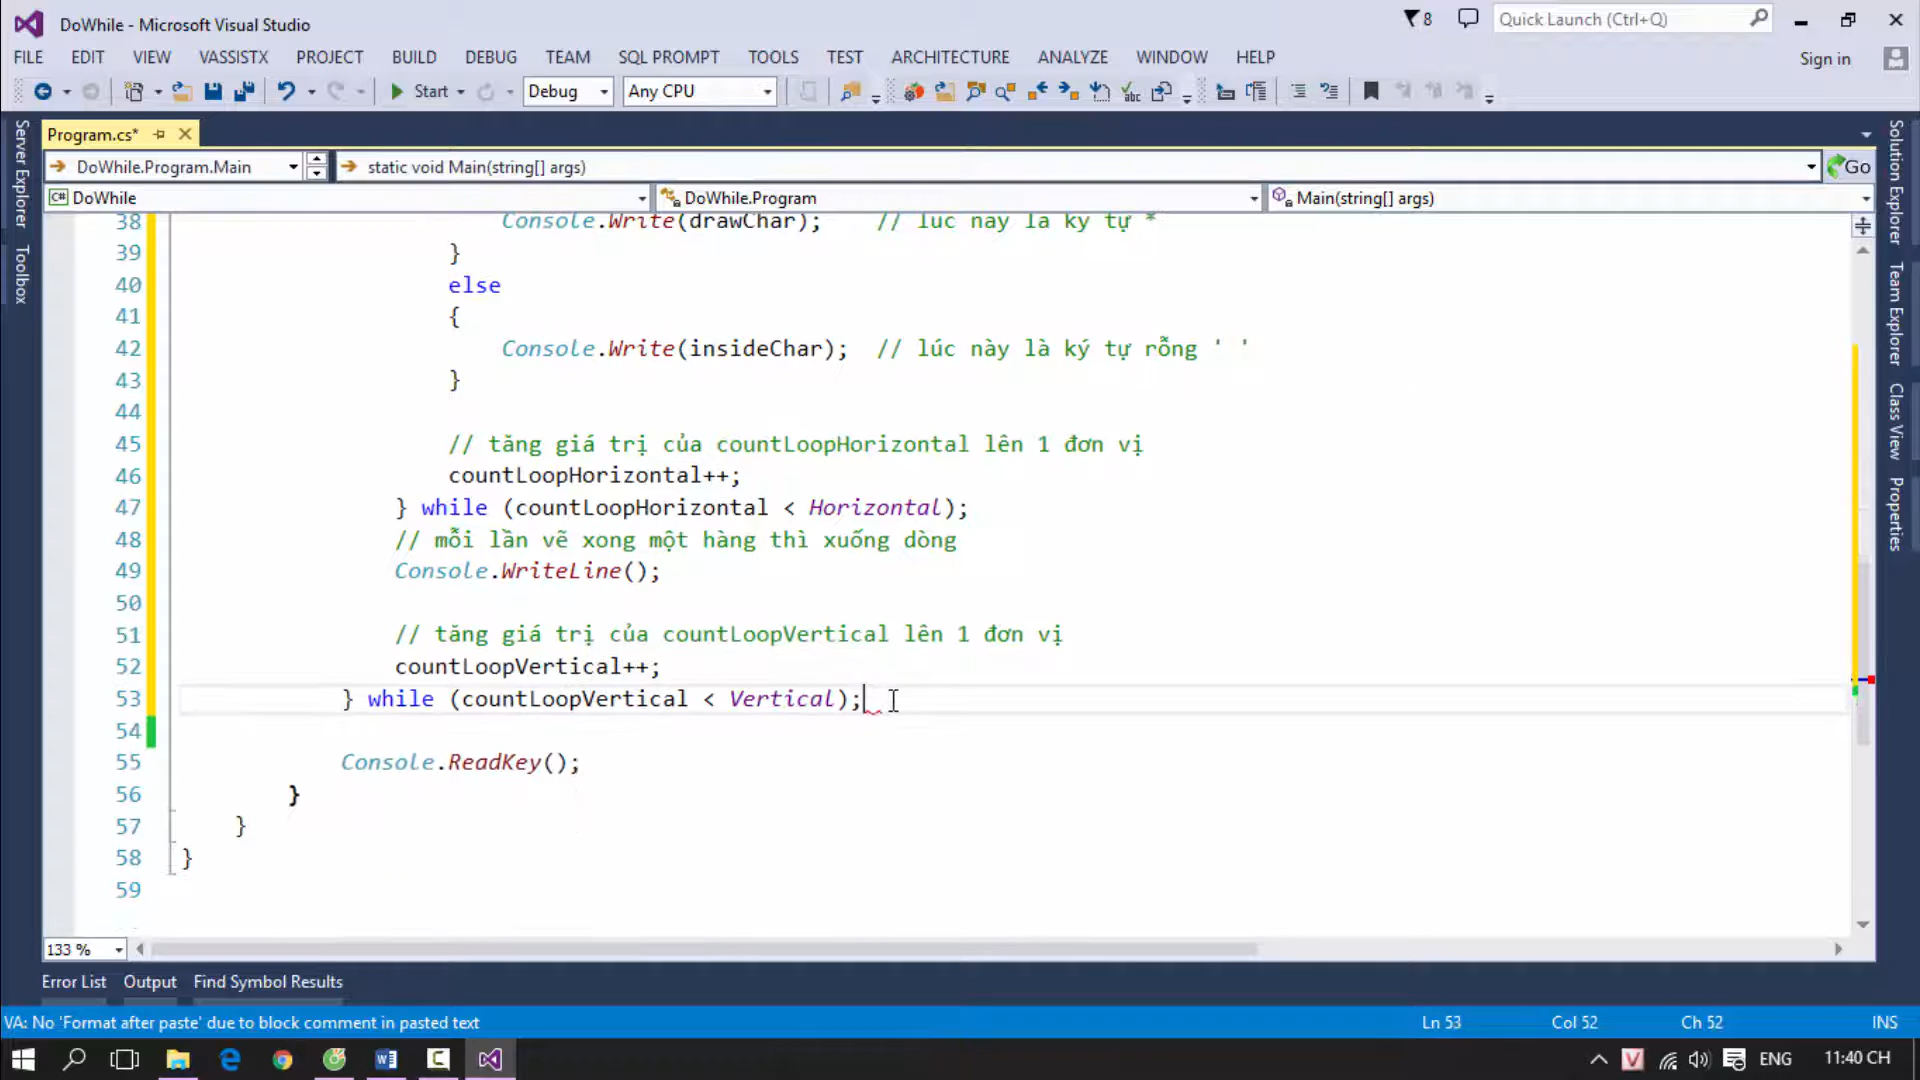 DoWhile - Microsoft Visual Studio
8
Quick Launch (Ctrl+Q)
FILE EDIT VIEW VASSISTX PROJECT BUILD DEBUG TEAM SQL PROMPT TOOLS TEST ARCHITECTURE ANALYZE WINDOW HELP
Sign in
Start Debug Any CPU
Program.cs*
DoWhile.Program.Main
static void Main(string[] args)
Go
C# DoWhile
DoWhile.Program
Main(string[] args)
38 Console.Write(drawChar); // lúc này là ký tự *
39 }
40 else
41 {
42 Console.Write(insideChar); // lúc này là ký tự rỗng ' '
43 }
44
45 // tăng giá trị của countLoopHorizontal lên 1 đơn vị
46 countLoopHorizontal++;
47 } while (countLoopHorizontal < Horizontal);
48 // mỗi lần vẽ xong một hàng thì xuống dòng
49 Console.WriteLine();
50
51 // tăng giá trị của countLoopVertical lên 1 đơn vị
52 countLoopVertical++;
53 } while (countLoopVertical < Vertical);
54
55 Console.ReadKey();
56 }
57 }
58 }
59
133 %
Server Explorer
Toolbox
Solution Explorer
Team Explorer
Class View
Properties
Error List Output Find Symbol Results
VA: No 'Format after paste' due to block comment in pasted text
Ln 53 Col 52 Ch 52 INS
ENG 11:40 CH